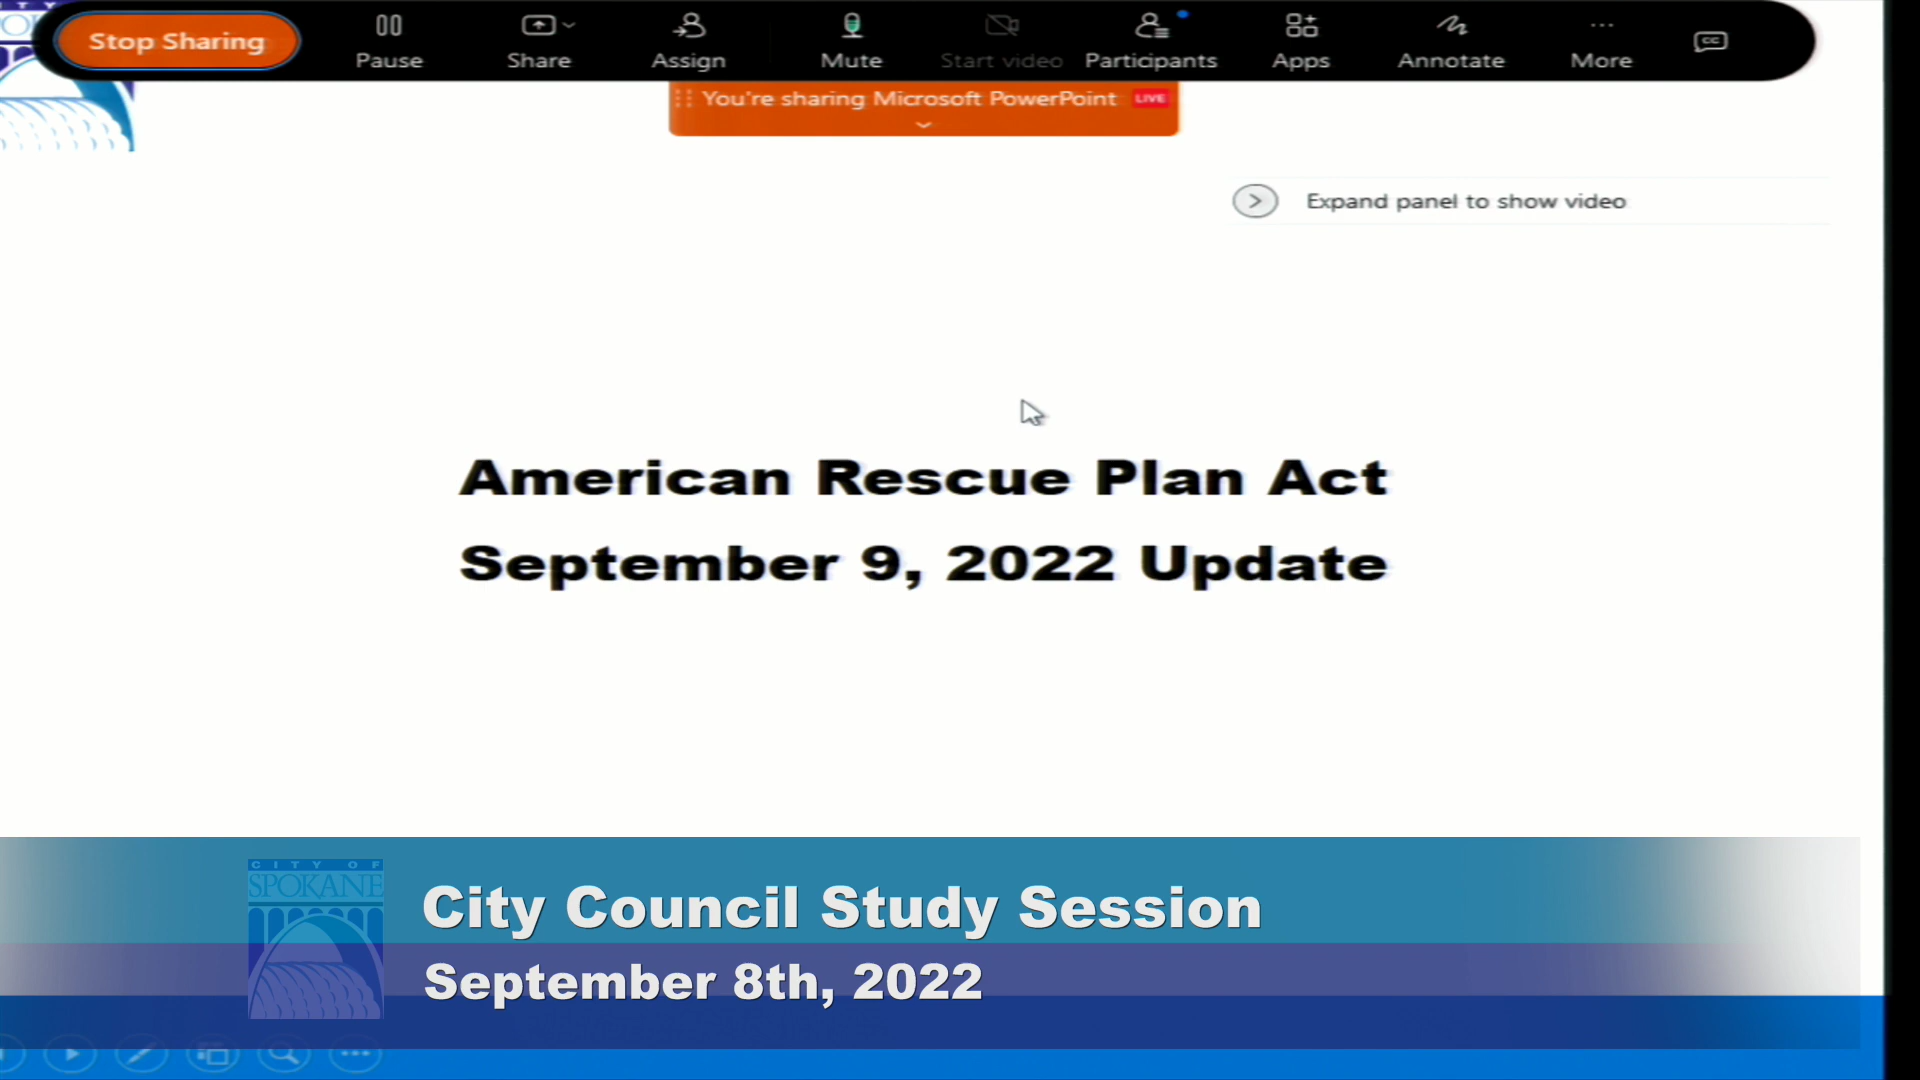 Stop Sharing
Pause
Share
Assign
Mute
Start video
Participants
Apps
Annotate
More
CC
You're sharing Microsoft PowerPoint LIVE
Expand panel to show video
American Rescue Plan Act
September 9, 2022 Update
CITY OF
SPOKANE
City Council Study Session
September 8th, 2022